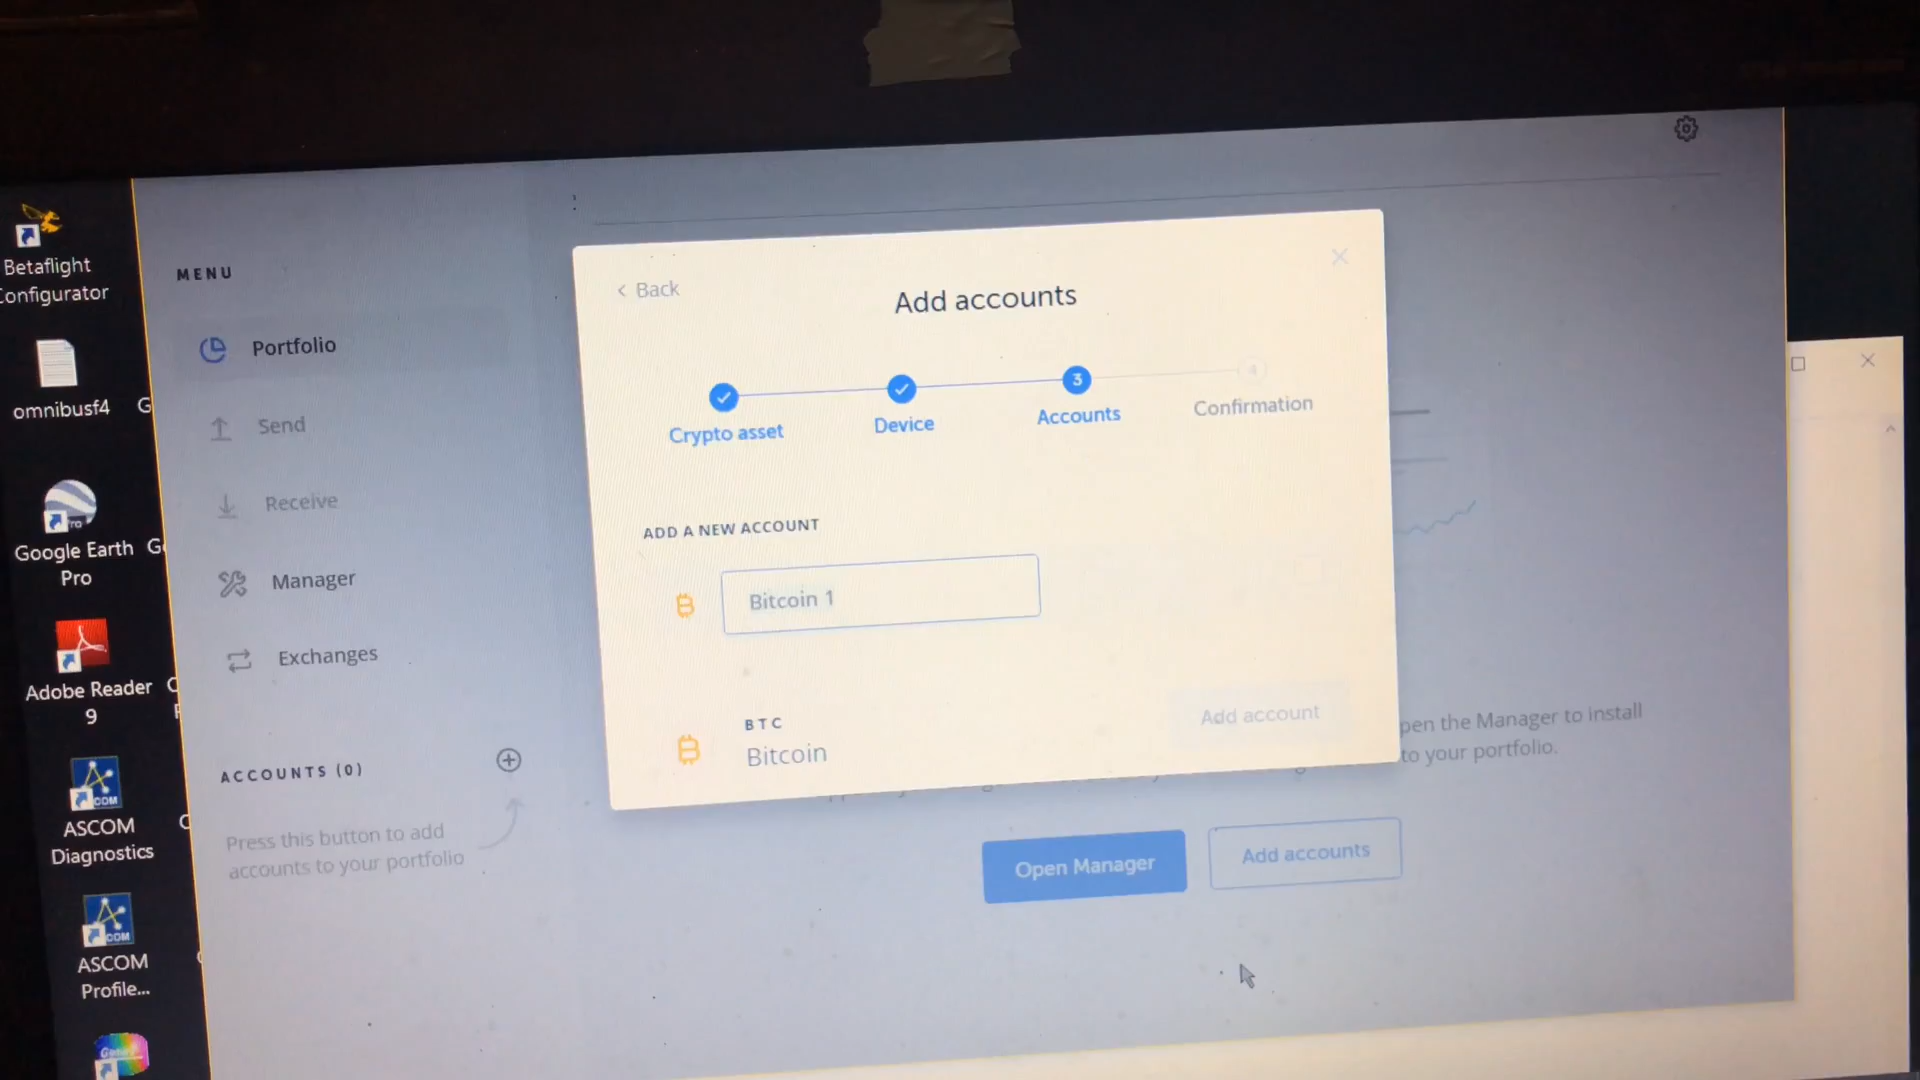 Betaflight
Configurator
omnibusf4
Google Earth
Pro
Adobe Reader
9
COM
ASCOM
Diagnostics
COM
ASCOM
Profile...
MENU
Portfolio
Send
Receive
Manager
Exchanges
ACCOUNTS (0)
Press this button to add
accounts to your portfolio
< Back
Add accounts
3
4
Crypto asset
Device
Accounts
Confirmation
ADD A NEW ACCOUNT
Bitcoin 1
BTC
Bitcoin
Add account
pen the Manager to install
to your portfolio.
Open Manager
Add accounts